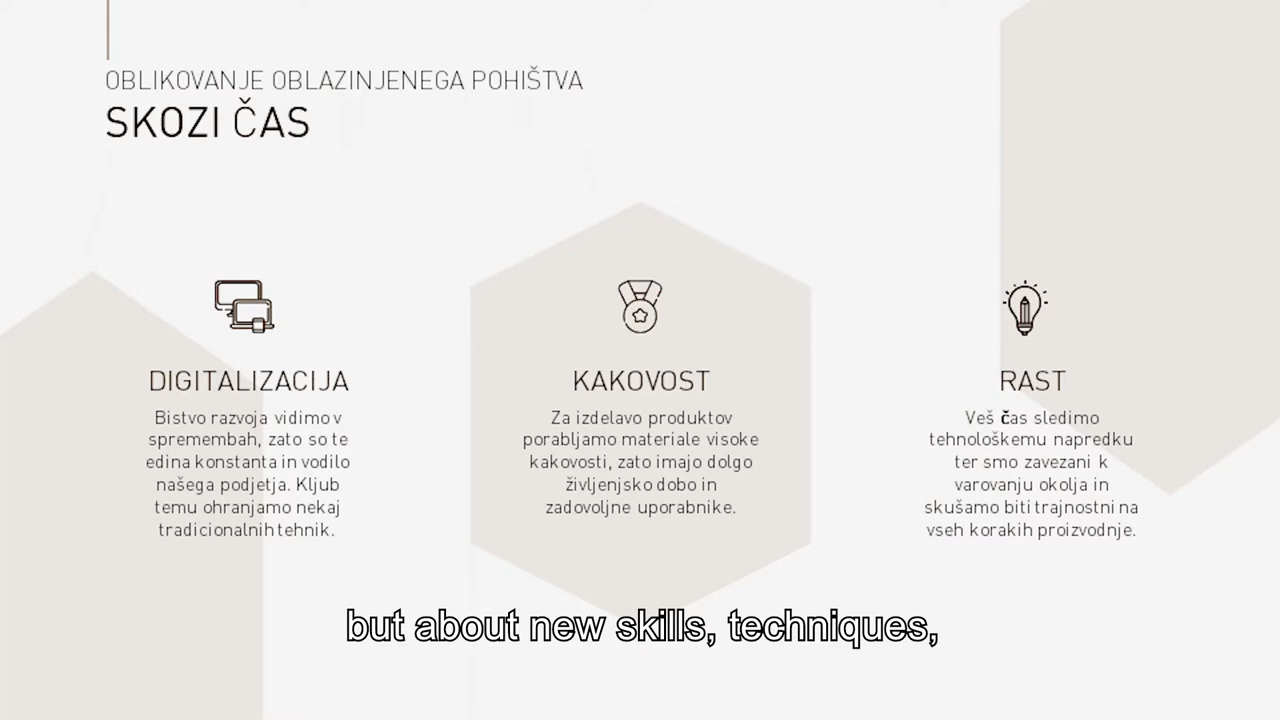 OBLIKOVANJE OBLAZINJENEGA POHIŠTVA
SKOZI ČAS
DIGITALIZACIJA
Bistvo razvoja vidimo v
spremembah, zato so te
edina konstanta in vodilo
našega podjetja. Kljub
temu ohranjamo nekaj
tradicionalnih tehnik.
KAKOVOST
Za izdelavo produktov
porabljamo materiale visoke
kakovosti, zato imajo dolgo
življenjsko dobo in
zadovoljne uporabnike.
RAST
Veš čas sledimo
tehnološkemu napredku
ter smo zavezani k
varovanju okolja in
skušamo biti trajnostni na
vseh korakih proizvodnje.
but about new skills, techniques,